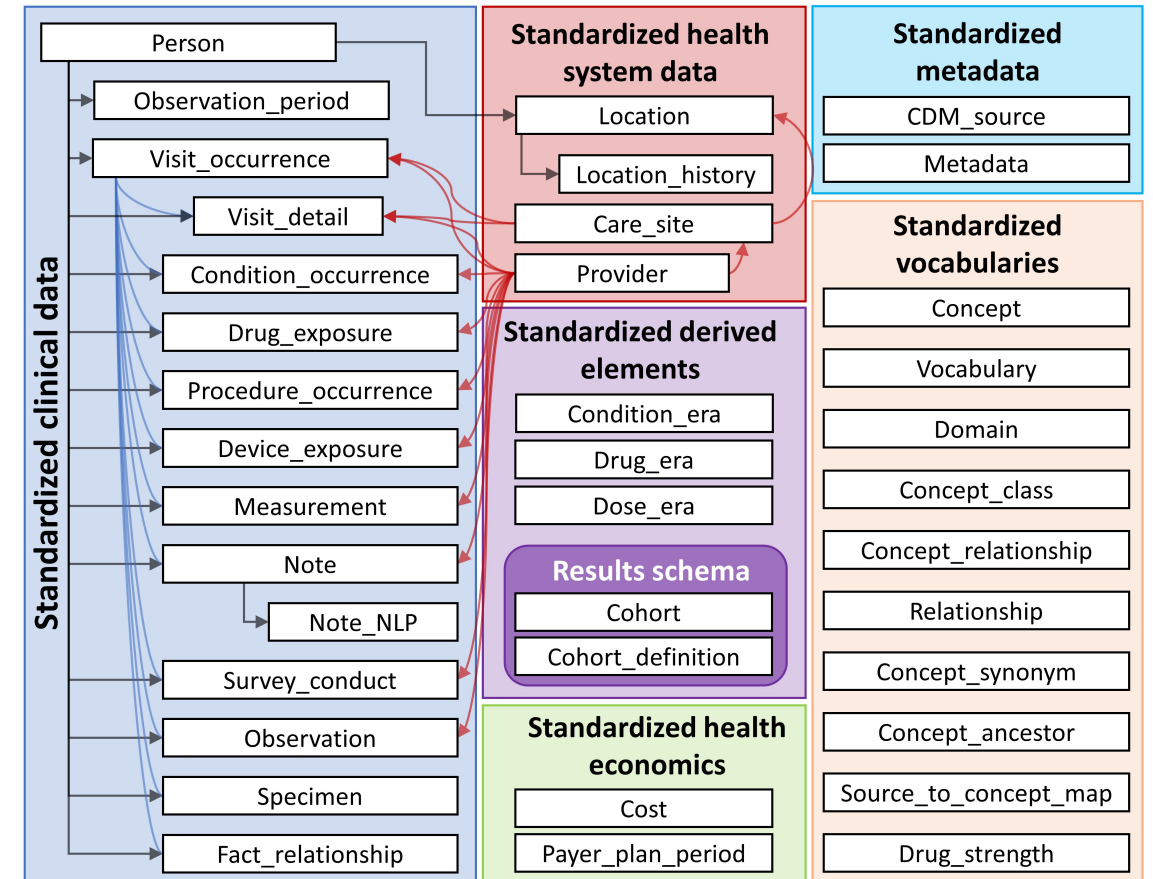 Standardized clinical data
Person
Observation_period
Visit_occurrence
Visit_detail
Condition_occurrence
Drug_exposure
Procedure_occurrence
Device_exposure
Measurement
Note
Note_NLP
Survey_conduct
Observation
Specimen
Fact_relationship
Standardized health
system data
Location
Location_history
Care_site
Provider
Standardized derived
elements
Condition_era
Drug_era
Dose_era
Results schema
Cohort
Cohort_definition
Standardized health
economics
Cost
Payer_plan_period
Standardized
metadata
CDM_source
Metadata
Standardized
vocabularies
Concept
Vocabulary
Domain
Concept_class
Concept_relationship
Relationship
Concept_synonym
Concept_ancestor
Source_to_concept_map
Drug_strength